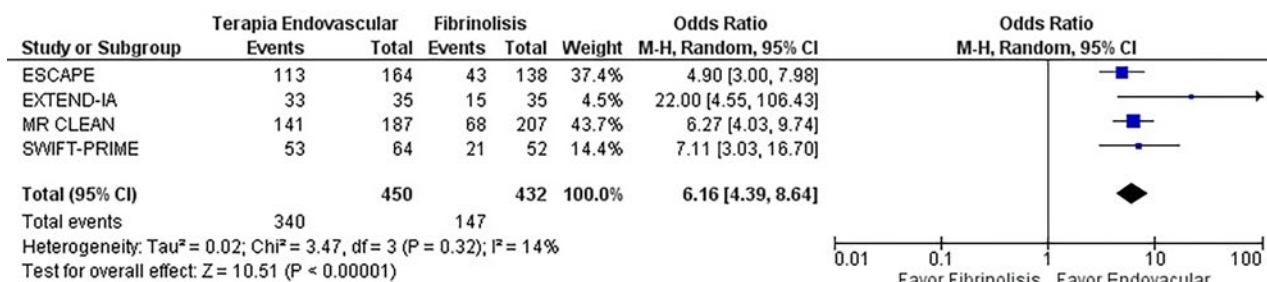 Terapia Endovascular Fibrinolisis Odds Ratio Odds Ratio
Study or Subgroup Events Total Events Total Weight M-H, Random, 95% CI M-H, Random, 95% CI
ESCAPE 113 164 43 138 37.4% 4.90 [3.00, 7.98]
EXTEND-IA 33 35 15 35 4.5% 22.00 [4.55, 106.43]
MR CLEAN 141 187 68 207 43.7% 6.27 [4.03, 9.74]
SWIFT-PRIME 53 64 21 52 14.4% 7.11 [3.03, 16.70]
Total (95% CI) 450 432 100.0% 6.16 [4.39, 8.64]
Total events 340 147
Heterogeneity: Tau² = 0.02; Chi² = 3.47, df = 3 (P = 0.32); I² = 14%
Test for overall effect: Z = 10.51 (P < 0.00001)
0.01 0.1 1 10 100
Favor Fibrinolisis Favor Endovacular